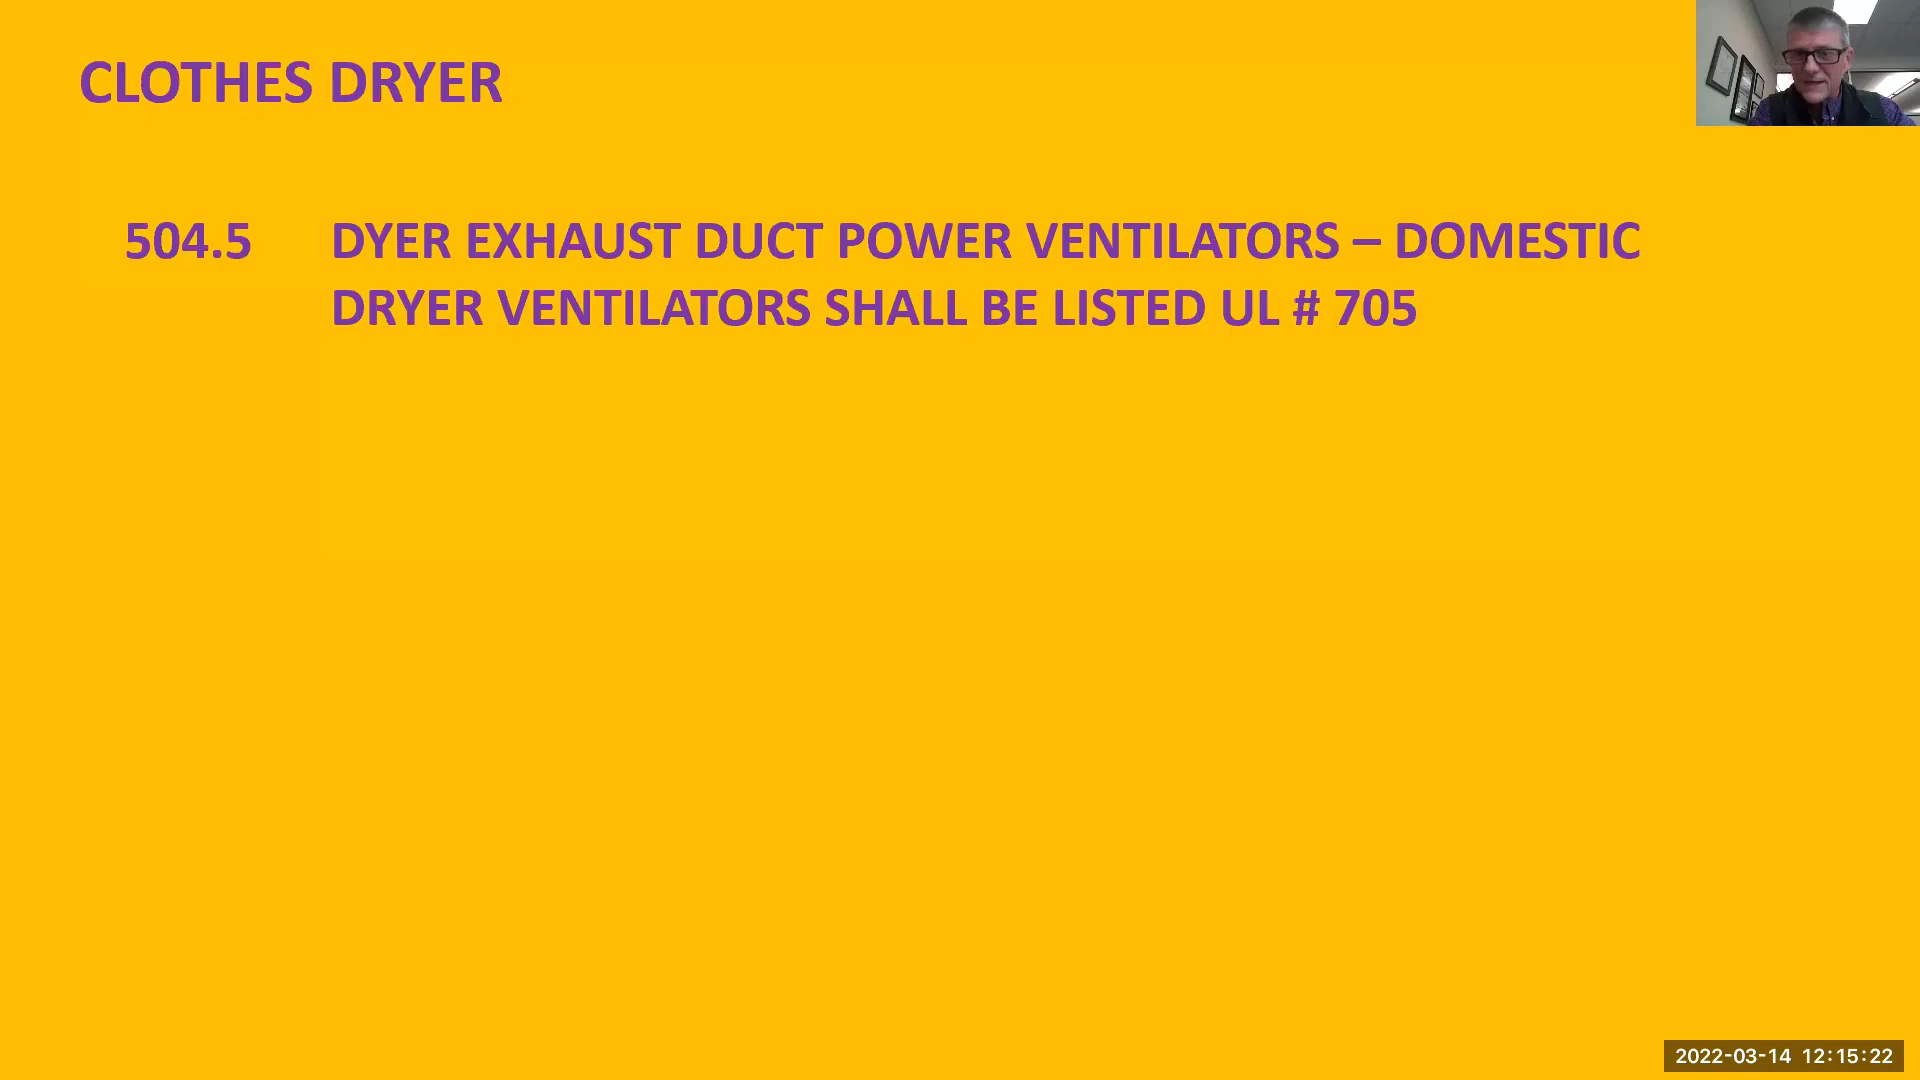 CLOTHES DRYER
504.5 DYER EXHAUST DUCT POWER VENTILATORS – DOMESTIC
DRYER VENTILATORS SHALL BE LISTED UL # 705
2022-03-14 12:15:22